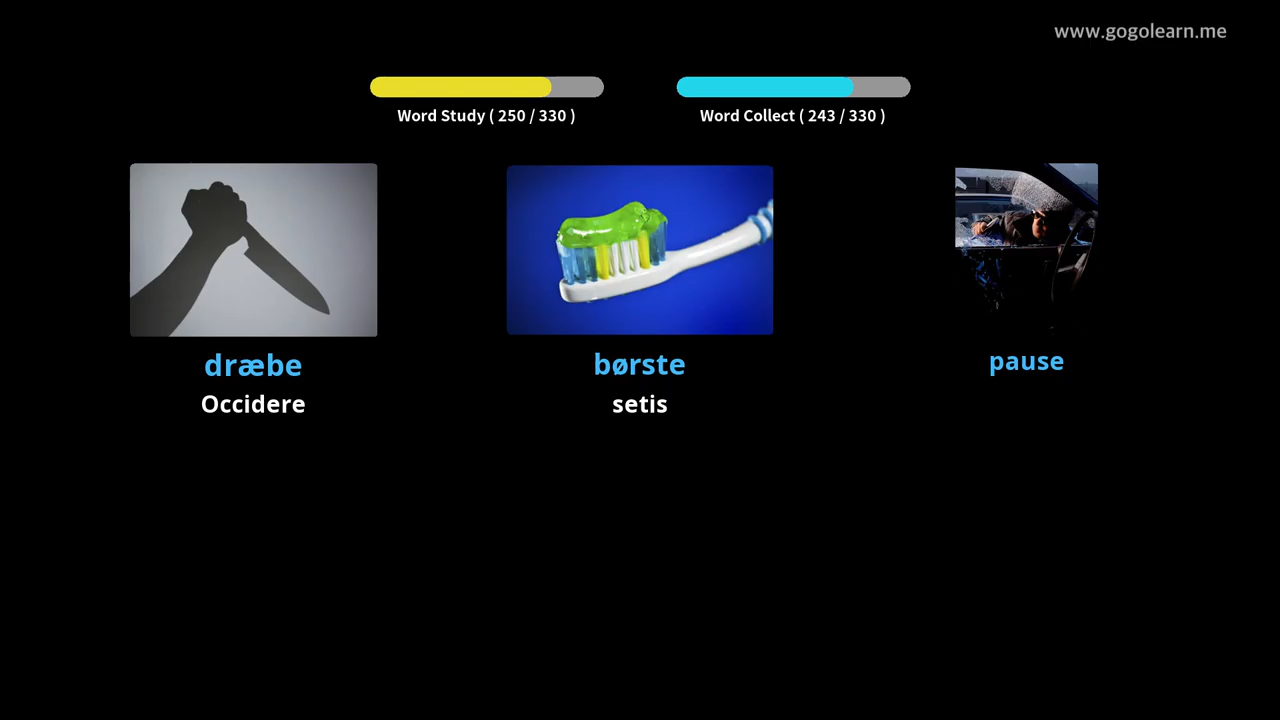 www.gogolearn.me
Word Study ( 250 / 330 )
Word Collect ( 243 / 330 )
dræbe
børste
pause
Occidere
setis